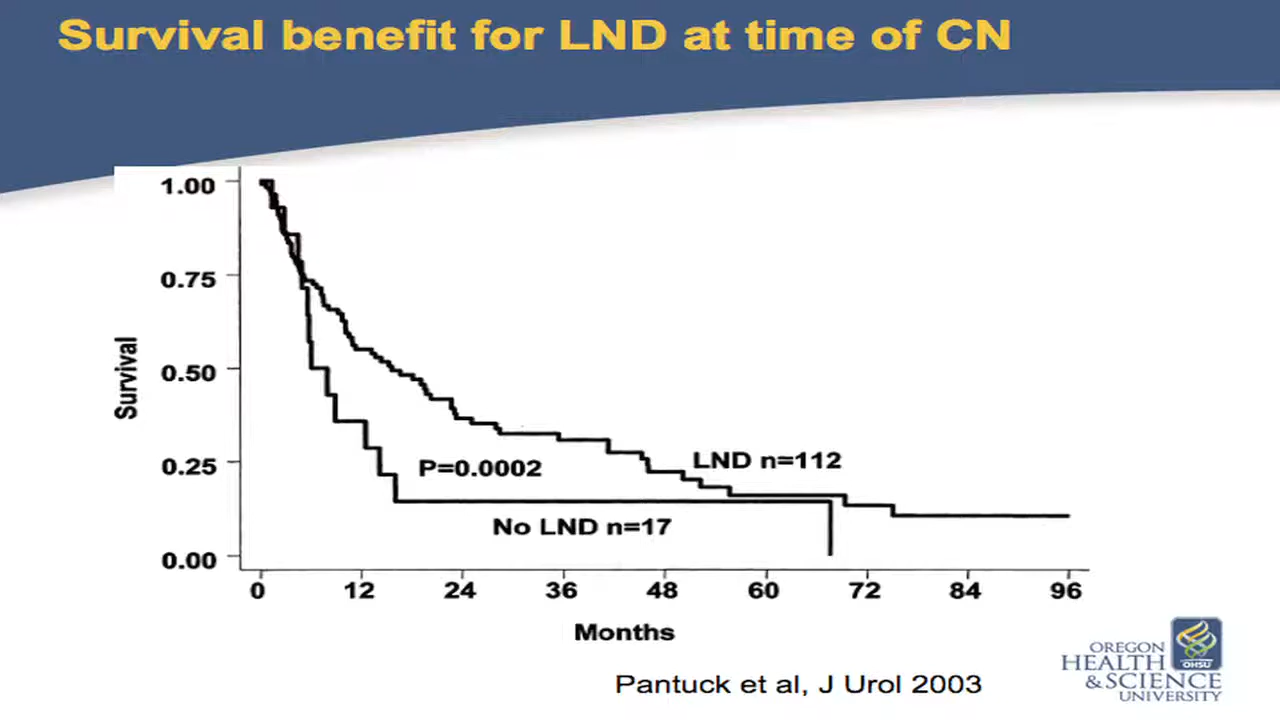 Survival benefit for LND at time of CN
1.00
0.75
0.50
0.25
0.00
Survival
P=0.0002
LND n=112
No LND n=17
0 12 24 36 48 60 72 84 96
Months
Pantuck et al, J Urol 2003
OREGON
HEALTH
OHSU
&SCIENCE
UNIVERSITY